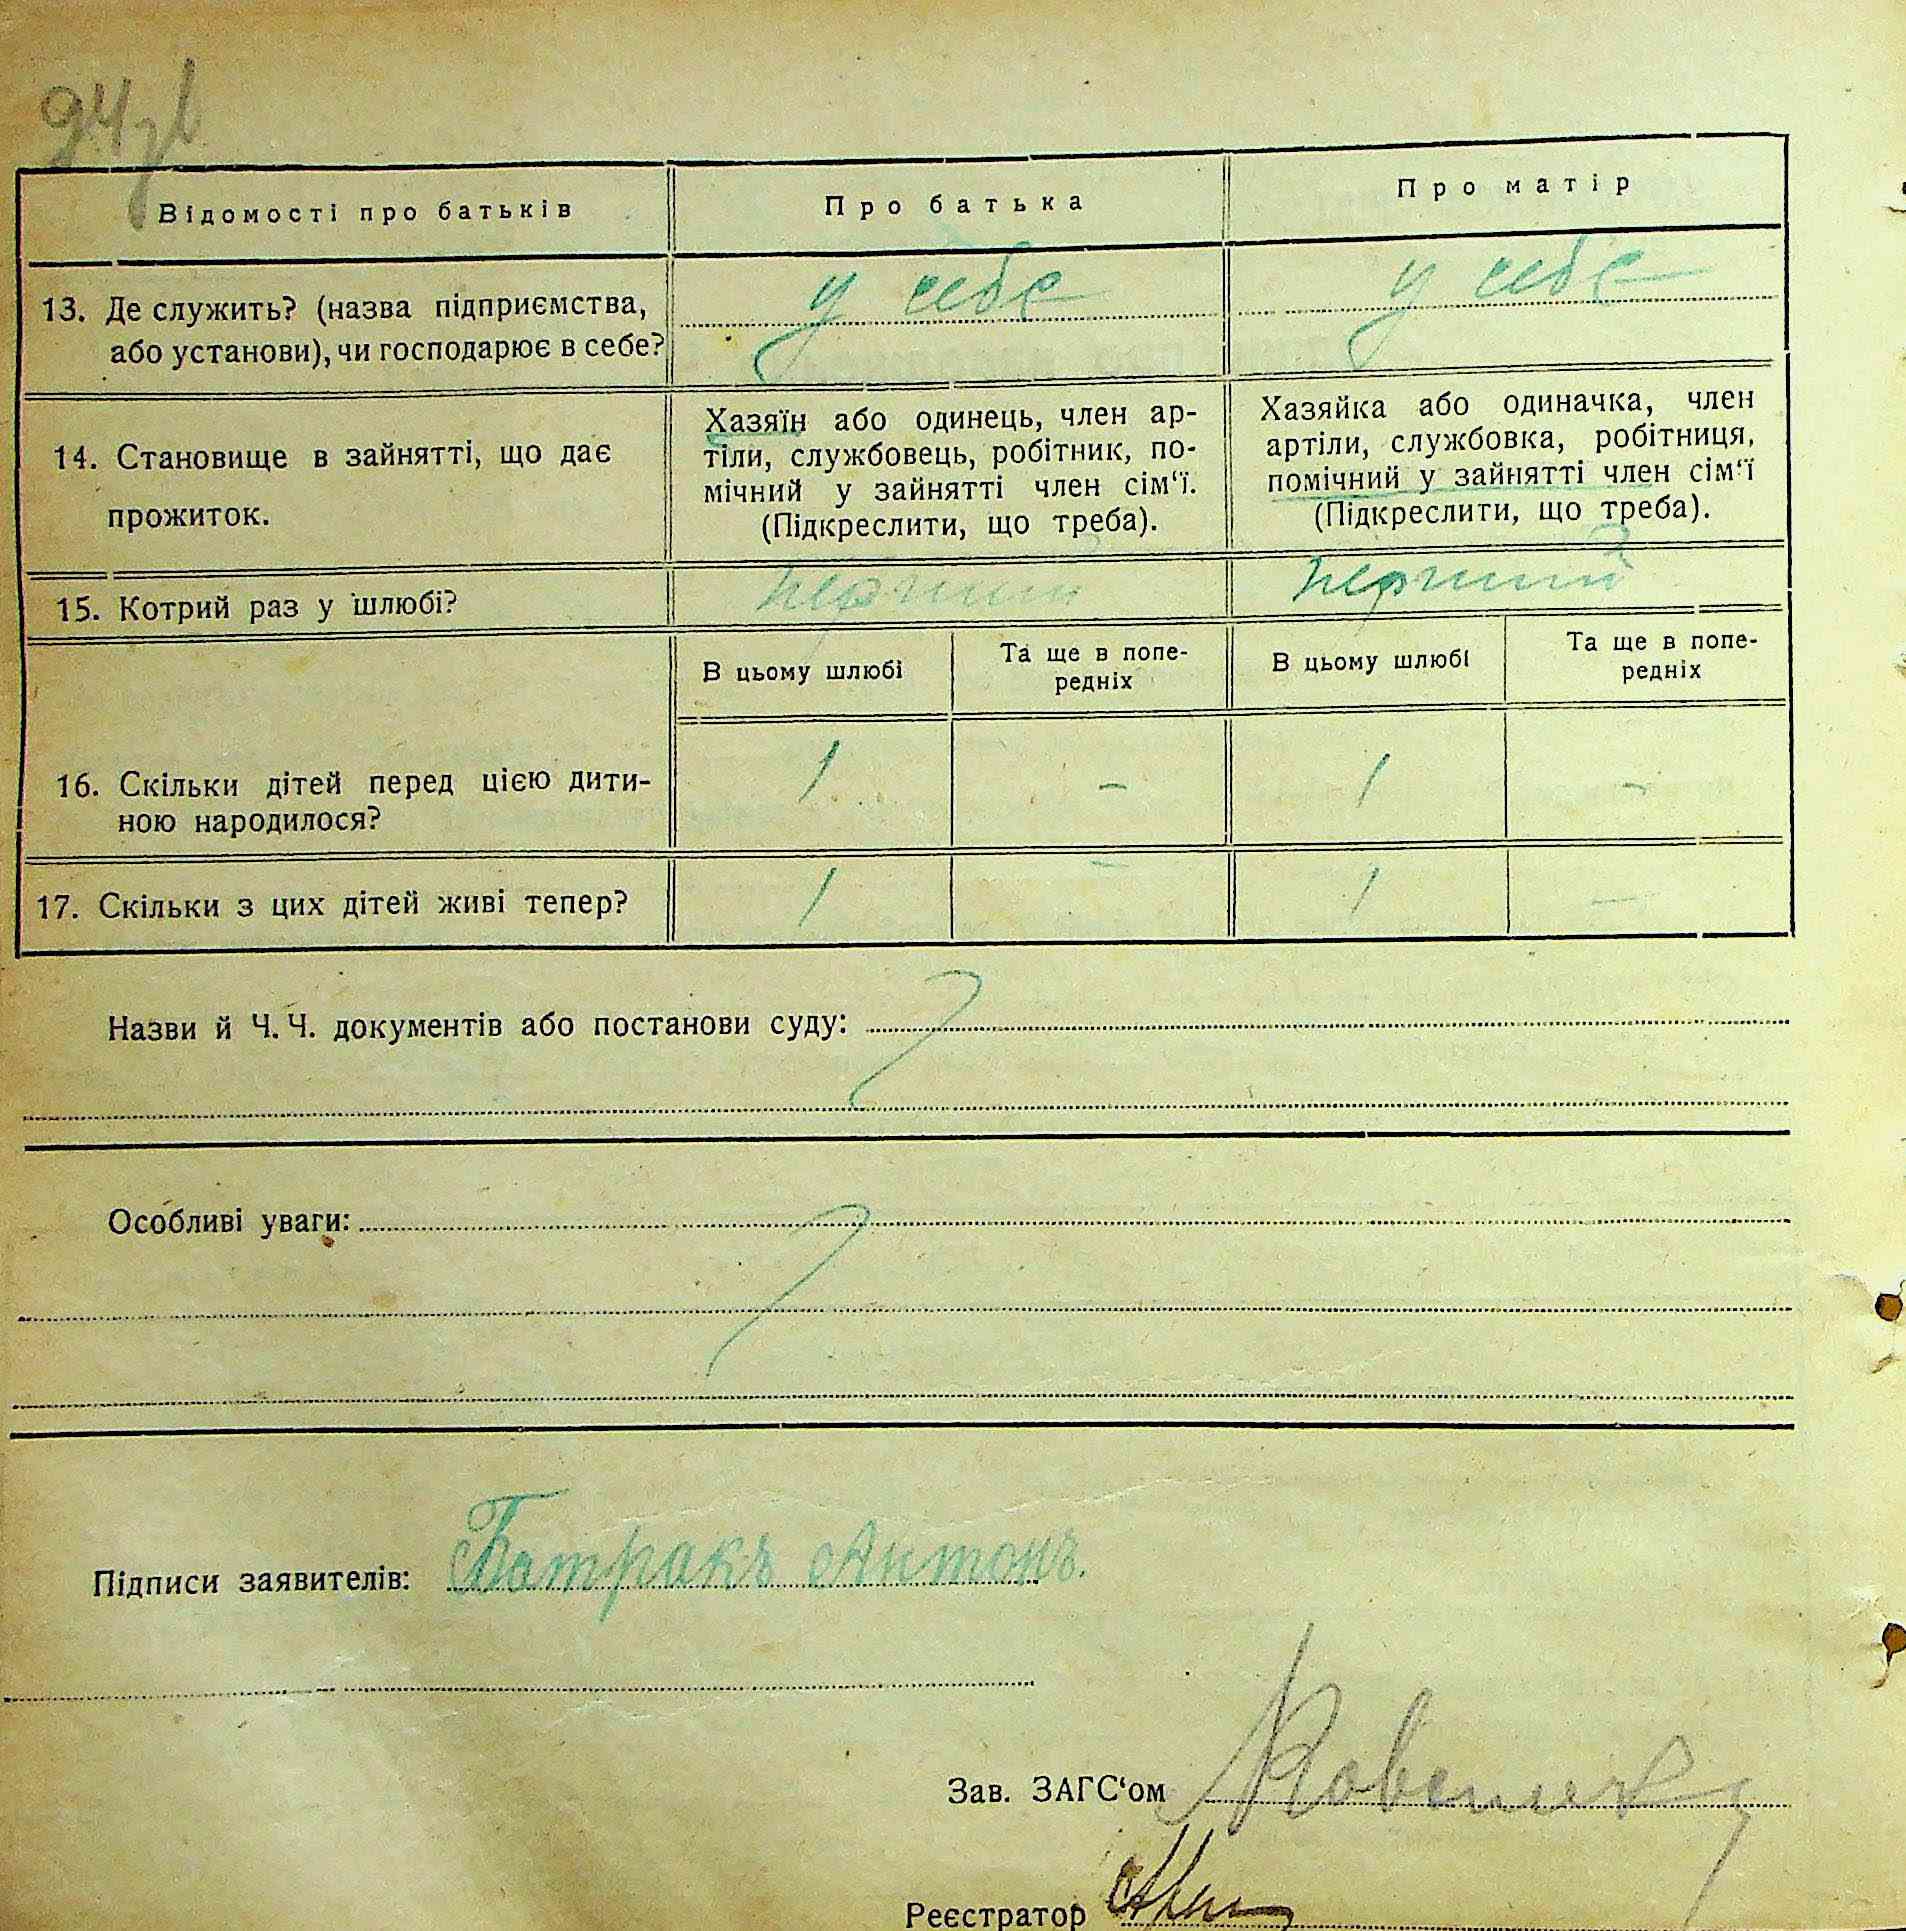 94
Відомості про батьків
Про батька
Про матір
13. Де служить? (назва підприємства,
або установи), чи господарює в себе?
у себе
у себе
14. Становище в зайнятті, що дає
прожиток.
Хазяїн або одинець, член ар-
тіли, службовець, робітник, по-
мічний у зайнятті член сім‘ї.
(Підкреслити, що треба).
Хазяйка або одиначка, член
артіли, службовка, робітниця,
помічний у зайнятті член сім‘ї
(Підкреслити, що треба).
15. Котрий раз у шлюбі?
перший
перший
В цьому шлюбі
Та ще в попе-
редніх
В цьому шлюбі
Та ще в попе-
редніх
16. Скільки дітей перед цією дити-
ною народилося?
1 – 1 –
17. Скільки з цих дітей живі тепер?
1 – 1 –
Назви й Ч. Ч. документів або постанови суду:
Особливі уваги:
Підписи заявителів: Батракъ Антонъ.
Зав. ЗАГС‘ом
Реєстратор